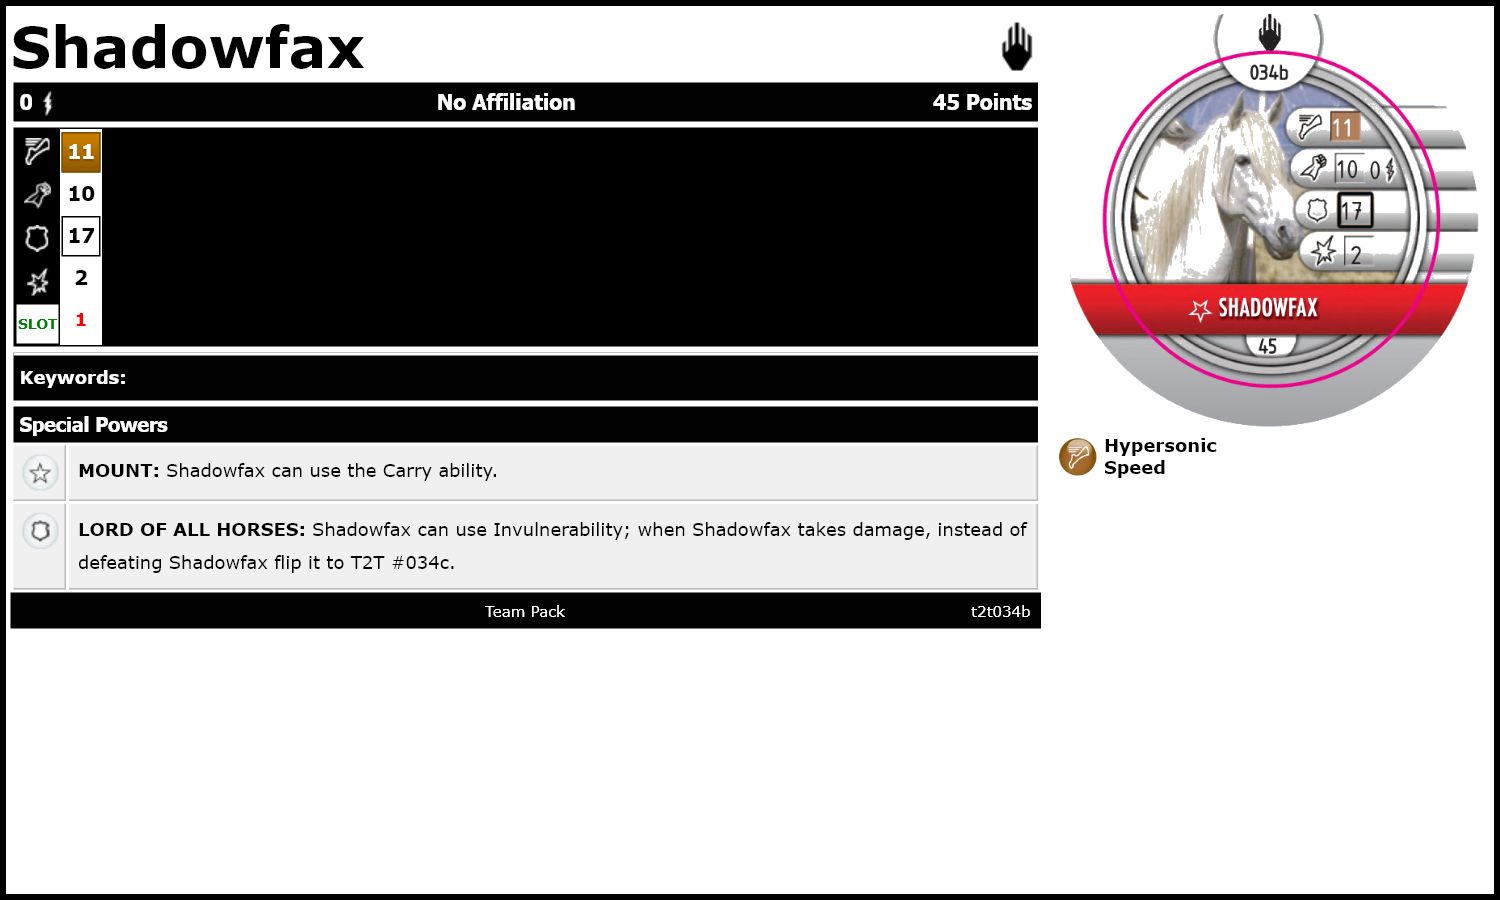 Shadowfax
0 No Affiliation 45 Points
11
10
17
2
SLOT 1
Keywords:
Special Powers
MOUNT: Shadowfax can use the Carry ability.
LORD OF ALL HORSES: Shadowfax can use Invulnerability; when Shadowfax takes damage, instead of
defeating Shadowfax flip it to T2T #034c.
Team Pack t2t034b
034b
11
10 0
17
2
SHADOWFAX
45
Hypersonic
Speed